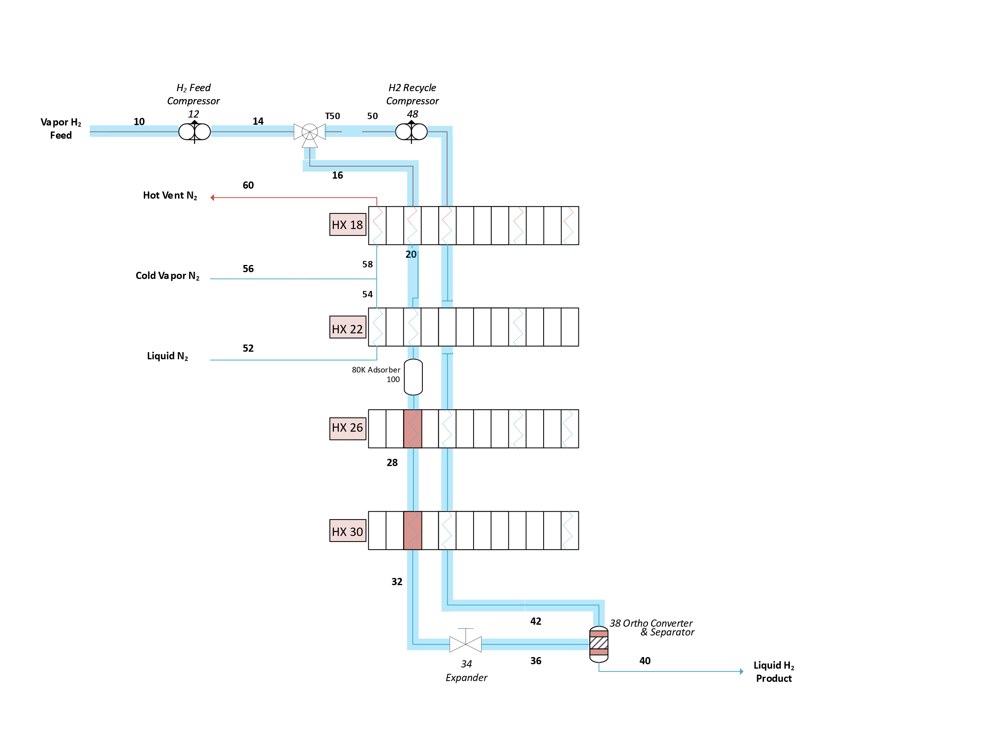 H₂ Feed
Compressor
12
H2 Recycle
Compressor
48
Vapor H₂
Feed
10
14
T50
50
16
60
Hot Vent N₂
HX 18
20
58
56
Cold Vapor N₂
54
HX 22
52
Liquid N₂
80K Adsorber
100
HX 26
28
HX 30
32
42
38 Ortho Converter
& Separator
36
40
34
Expander
Liquid H₂
Product